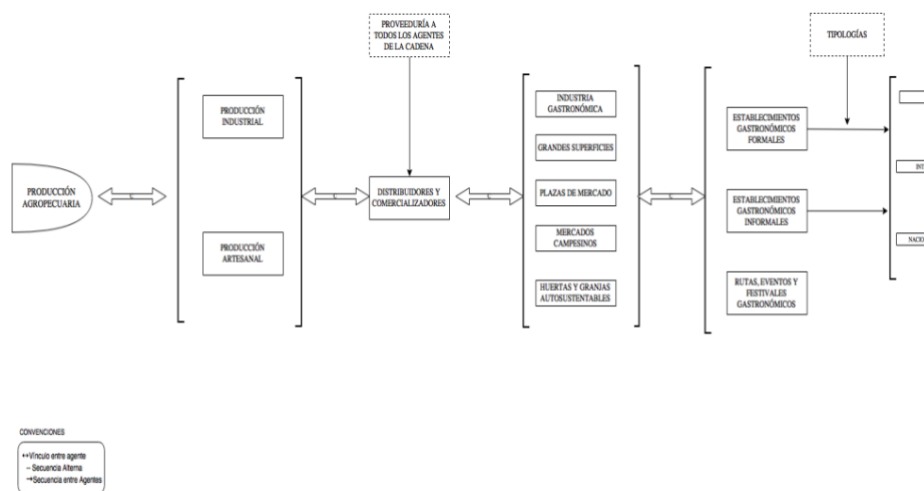 PROVEEDURÍA A
TODOS LOS AGENTES
DE LA CADENA
TIPOLOGÍAS
PRODUCCIÓN
AGROPECUARIA
PRODUCCIÓN
INDUSTRIAL
PRODUCCIÓN
ARTESANAL
DISTRIBUIDORES Y
COMERCIALIZADORES
INDUSTRIA
GASTRONÓMICA
GRANDES SUPERFICIES
PLAZAS DE MERCADO
MERCADOS
CAMPESINOS
HUERTAS Y GRANJAS
AUTOSUSTENTABLES
ESTABLECIMIENTOS
GASTRONÓMICOS
FORMALES
ESTABLECIMIENTOS
GASTRONÓMICOS
INFORMALES
RUTAS, EVENTOS Y
FESTIVALES
GASTRONÓMICOS
CONVENCIONES
↔Vínculo entre agente
– Secuencia Alterna
→Secuencia entre Agentes